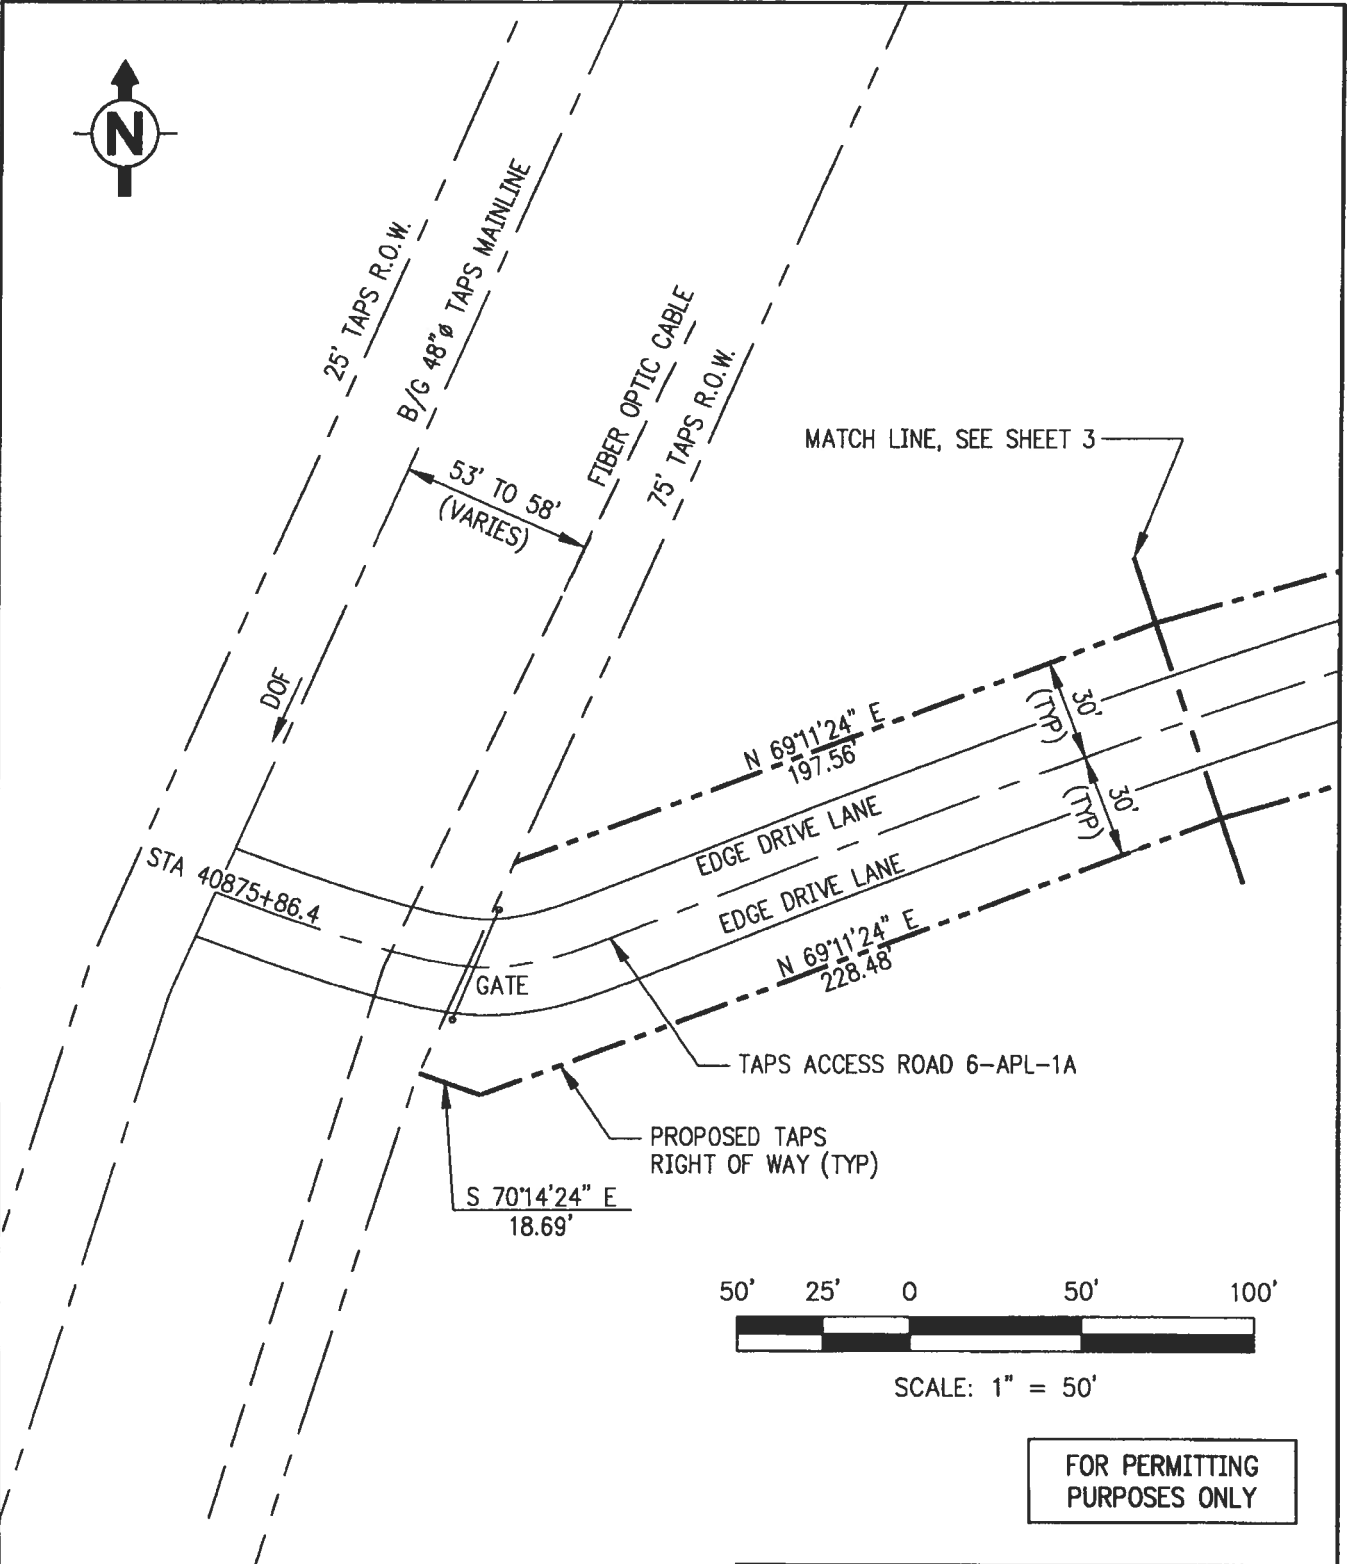 N
25' TAPS R.O.W.
B/G 48"ø TAPS MAINLINE
FIBER OPTIC CABLE
75' TAPS R.O.W.
53' TO 58'
(VARIES)
MATCH LINE, SEE SHEET 3
DOF
30'
(TYP)
30'
(TYP)
N 69°11'24" E
197.56'
EDGE DRIVE LANE
EDGE DRIVE LANE
STA 40875+86.4
N 69°11'24" E
228.48'
GATE
TAPS ACCESS ROAD 6-APL-1A
PROPOSED TAPS
RIGHT OF WAY (TYP)
S 70°14'24" E
18.69'
50' 25' 0 50' 100'
SCALE: 1" = 50'
FOR PERMITTING
PURPOSES ONLY